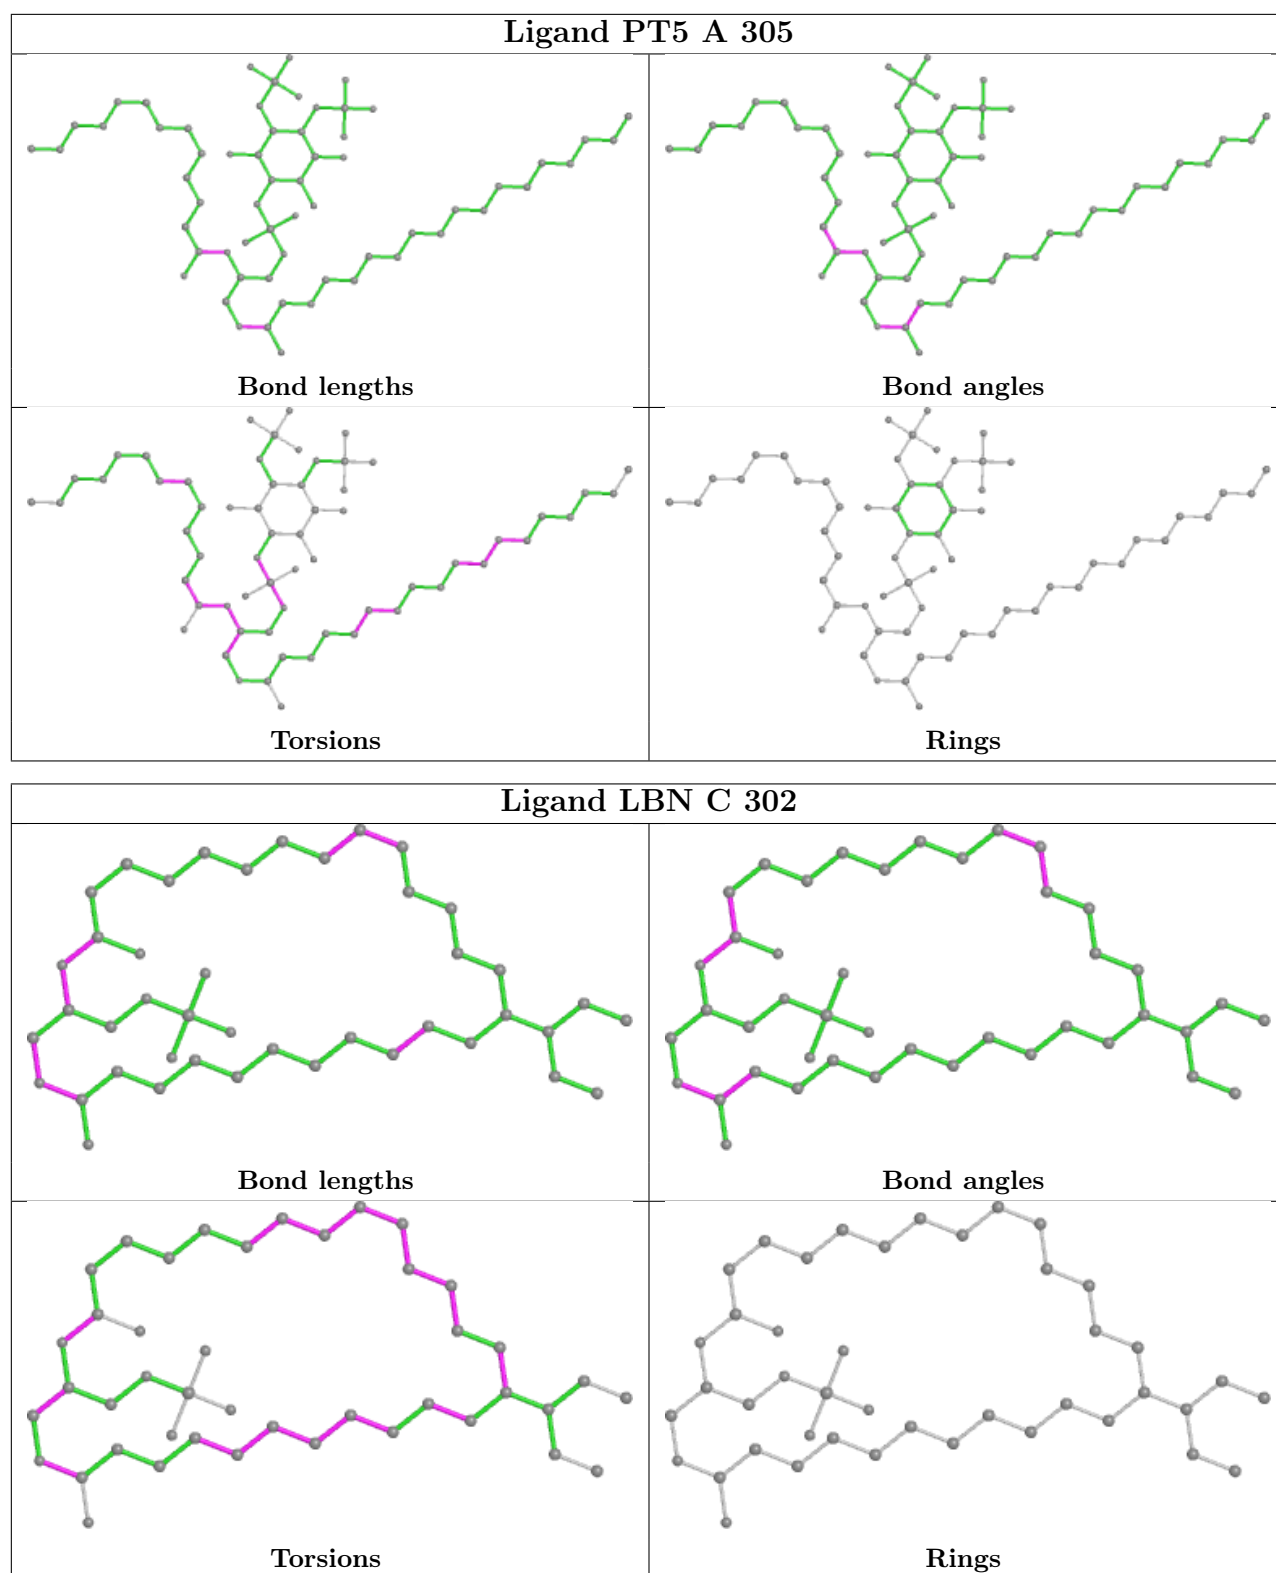 Ligand PT5 A 305
Bond lengths
Bond angles
Torsions
Rings
Ligand LBN C 302
Bond lengths
Bond angles
Torsions
Rings